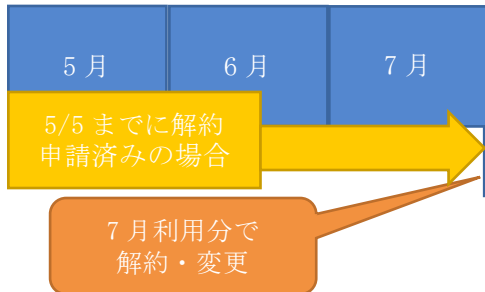 5月
6月
7月
5/5 までに解約
申請済みの場合
7月利用分で
解約・変更